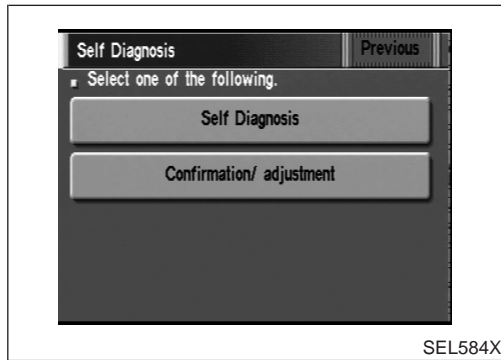 Self Diagnosis Previous
Select one of the following.
Self Diagnosis
Confirmation/ adjustment
SEL584X